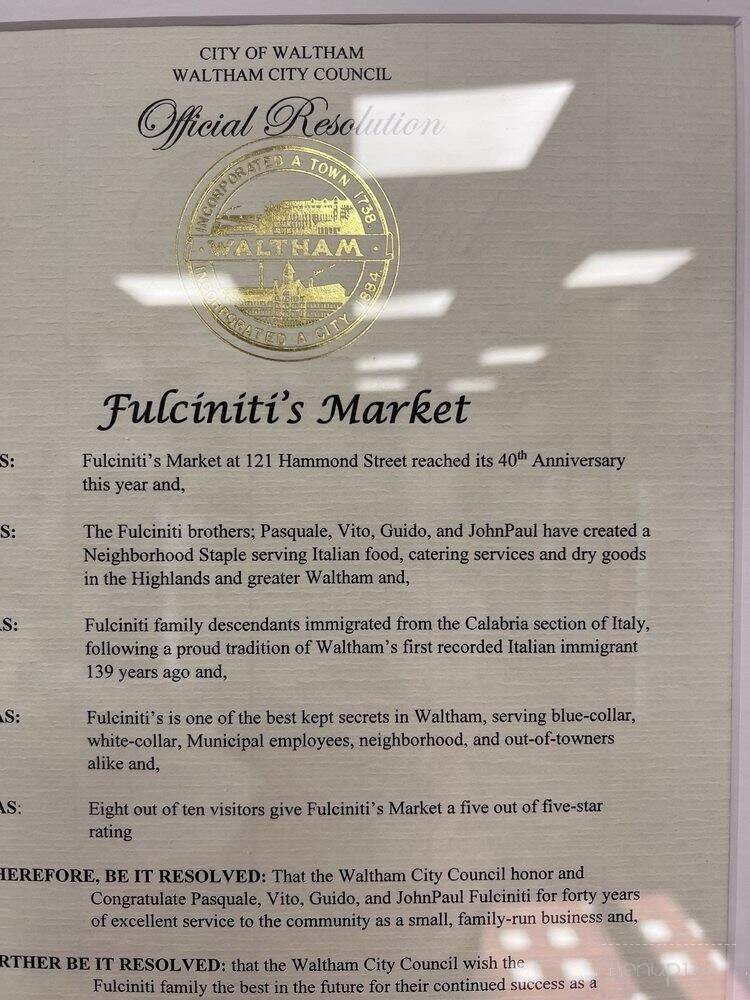 CITY OF WALTHAM
WALTHAM CITY COUNCIL
Official Resolution
INCORPORATED A TOWN 1738.
WALTHAM
INCORPORATED A CITY 1884.
Fulciniti's Market
S: Fulciniti's Market at 121 Hammond Street reached its 40th Anniversary
this year and,
S: The Fulciniti brothers; Pasquale, Vito, Guido, and JohnPaul have created a
Neighborhood Staple serving Italian food, catering services and dry goods
in the Highlands and greater Waltham and,
AS: Fulciniti family descendants immigrated from the Calabria section of Italy,
following a proud tradition of Waltham's first recorded Italian immigrant
139 years ago and,
AS: Fulciniti's is one of the best kept secrets in Waltham, serving blue-collar,
white-collar, Municipal employees, neighborhood, and out-of-towners
alike and,
AS: Eight out of ten visitors give Fulciniti's Market a five out of five-star
rating
HEREFORE, BE IT RESOLVED: That the Waltham City Council honor and
Congratulate Pasquale, Vito, Guido, and JohnPaul Fulciniti for forty years
of excellent service to the community as a small, family-run business and,
RTHER BE IT RESOLVED: that the Waltham City Council wish the
Fulciniti family the best in the future for their continued success as a